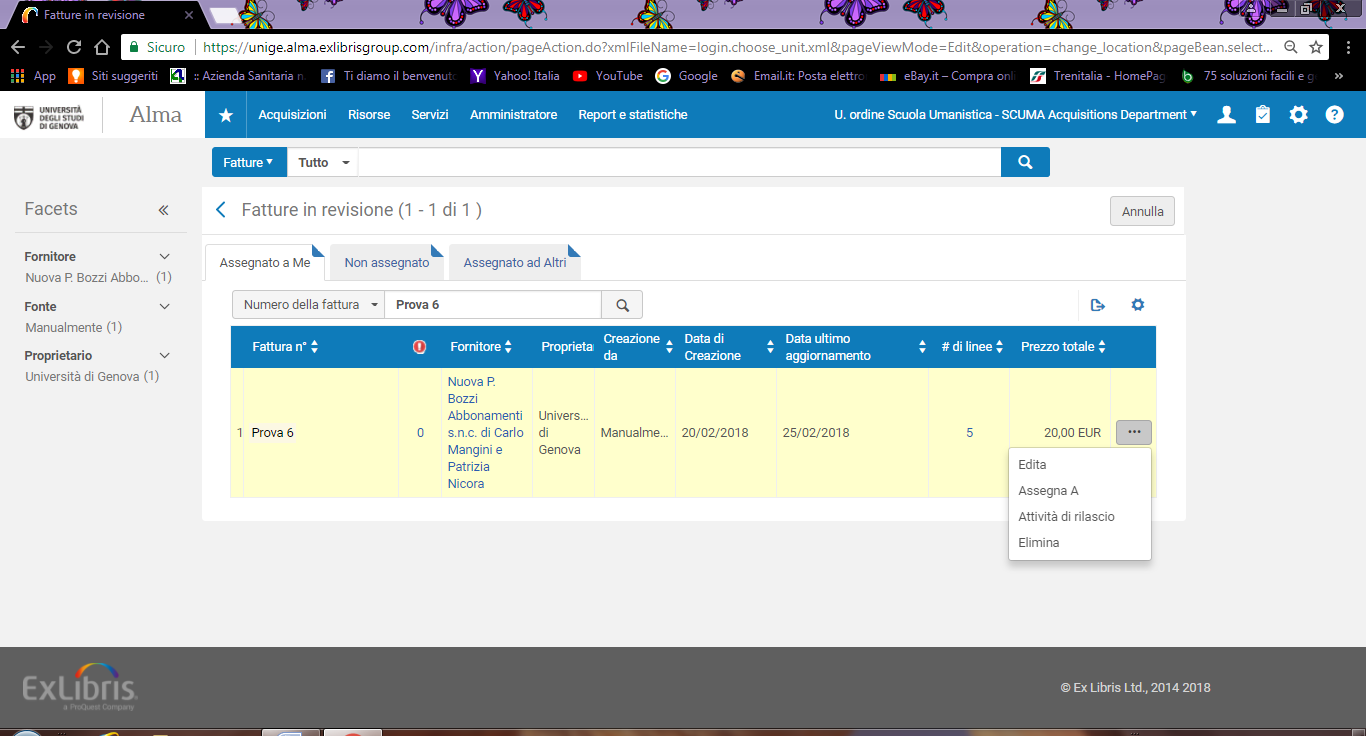 Fatture in revisione
Sicuro
https://unige.alma.exlibrisgroup.com/infra/action/pageAction.do?xmlFileName=login.choose_unit.xml&pageViewMode=Edit&operation=change_location&pageBean.select...
App
Siti suggeriti
:: Azienda Sanitaria n.
Ti diamo il benvenuto
Yahoo! Italia
YouTube
Google
Email.it: Posta elettro
eBay.it – Compra onli
Trenitalia - HomePag
75 soluzioni facili e g
»
UNIVERSITÀ
DEGLI STUDI
DI GENOVA
Alma
Acquisizioni
Risorse
Servizi
Amministratore
Report e statistiche
U. ordine Scuola Umanistica - SCUMA Acquisitions Department
Fatture
Tutto
Facets
«
Fatture in revisione (1 - 1 di 1 )
Annulla
Fornitore
Nuova P. Bozzi Abbo... (1)
Fonte
Manualmente (1)
Proprietario
Università di Genova (1)
Assegnato a Me
Non assegnato
Assegnato ad Altri
Numero della fattura
Prova 6
Fattura n°
Fornitore
Proprietar
Creazione
da
Data di
Creazione
Data ultimo
aggiornamento
# di linee
Prezzo totale
1
Prova 6
0
Nuova P.
Bozzi
Abbonamenti
s.n.c. di Carlo
Mangini e
Patrizia
Nicora
Univers...
di
Genova
Manualme...
20/02/2018
25/02/2018
5
20,00 EUR
Edita
Assegna A
Attività di rilascio
Elimina
ExLibris
a ProQuest Company
© Ex Libris Ltd., 2014 2018